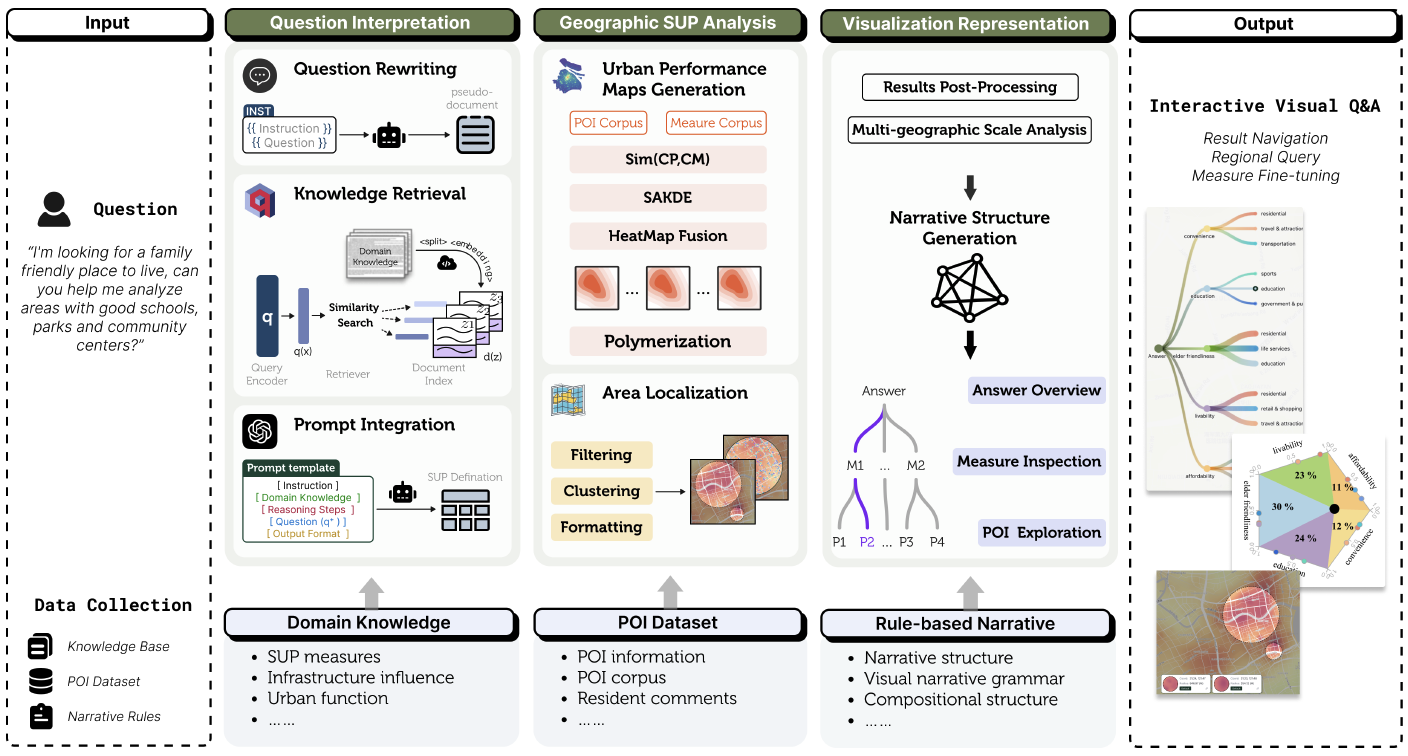 Input
Question
“I'm looking for a family
friendly place to live, can
you help me analyze
areas with good schools,
parks and community
centers?”
Data Collection
Knowledge Base
POI Dataset
Narrative Rules
Question Interpretation
Question Rewriting
INST
{{ Instruction }}
{{ Question }}
pseudo-
document
Knowledge Retrieval
Domain
Knowledge
<split> <embedding>
q
q(x)
Similarity
Search
z3
z2
z1
d(z)
Query
Encoder
Retriever
Document
Index
Prompt Integration
Prompt template
[ Instruction ]
[ Domain Knowledge ]
[ Reasoning Steps ]
[ Question (q⁺ ) ]
[ Output Format ]
SUP Defination
Domain Knowledge
• SUP measures
• Infrastructure influence
• Urban function
• ……
Geographic SUP Analysis
Urban Performance
Maps Generation
POI Corpus
Meaure Corpus
Sim(CP,CM)
SAKDE
HeatMap Fusion
... ...
Polymerization
Area Localization
Filtering
Clustering
Formatting
POI Dataset
• POI information
• POI corpus
• Resident comments
• ……
Visualization Representation
Results Post-Processing
Multi-geographic Scale Analysis
Narrative Structure
Generation
Answer
Answer Overview
M1 ... M2
Measure Inspection
P1 P2 ... P3 P4
POI Exploration
Rule-based Narrative
• Narrative structure
• Visual narrative grammar
• Compositional structure
• ……
Output
Interactive Visual Q&A
Result Navigation
Regional Query
Measure Fine-tuning
residential
convenience
travel & attraction
transportation
sports
education
education
government & pu
residential
Answer
elder friendliness
life services
education
residential
livability
retail & shopping
travel & attraction
affordability
livability
affordability
elder friendliness
convenience
education
23 %
11 %
30 %
12 %
24 %